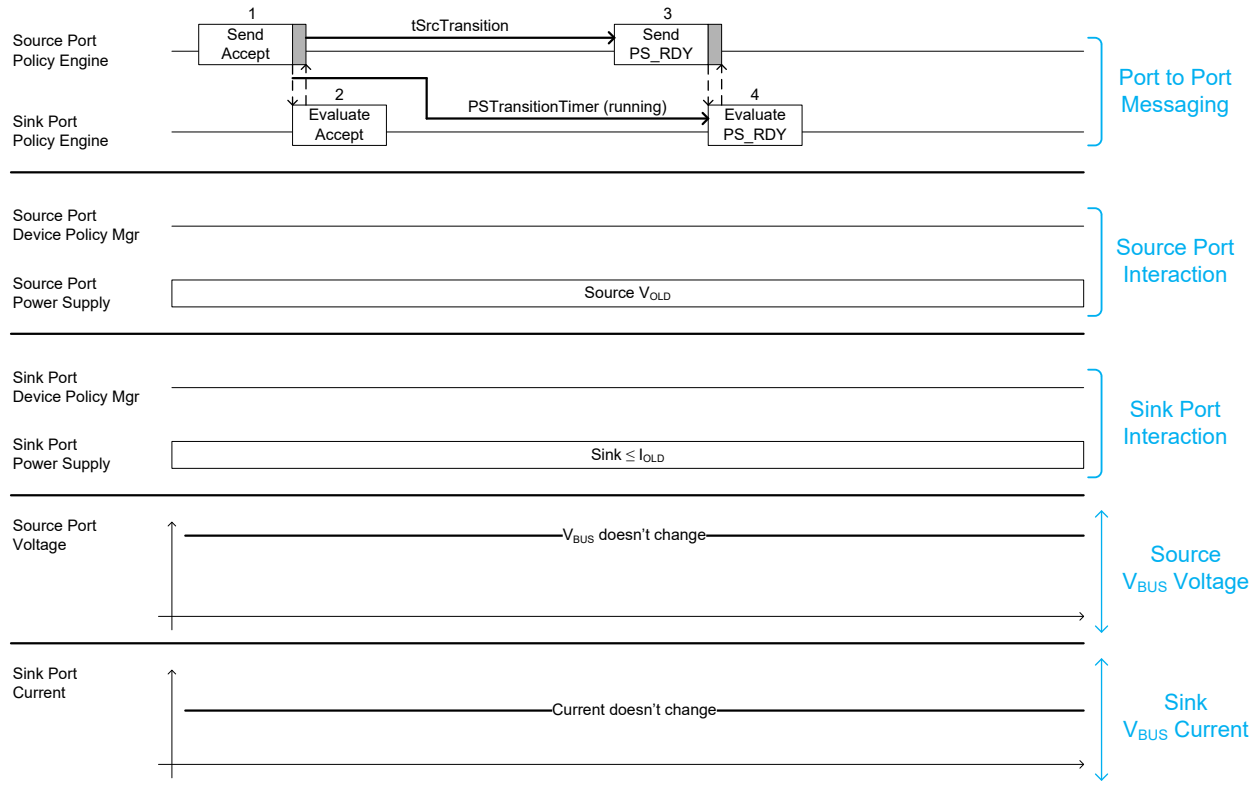 1
Send
Accept
tSrcTransition
3
Send
PS_RDY
Source Port
Policy Engine
2
Evaluate
Accept
PSTransitionTimer (running)
4
Evaluate
PS_RDY
Sink Port
Policy Engine
Port to Port
Messaging
Source Port
Device Policy Mgr
Source Port
Power Supply
Source VOLD
Source Port
Interaction
Sink Port
Device Policy Mgr
Sink Port
Power Supply
Sink ≤ IOLD
Sink Port
Interaction
Source Port
Voltage
VBUS doesn't change
Source
VBUS Voltage
Sink Port
Current
Current doesn't change
Sink
VBUS Current